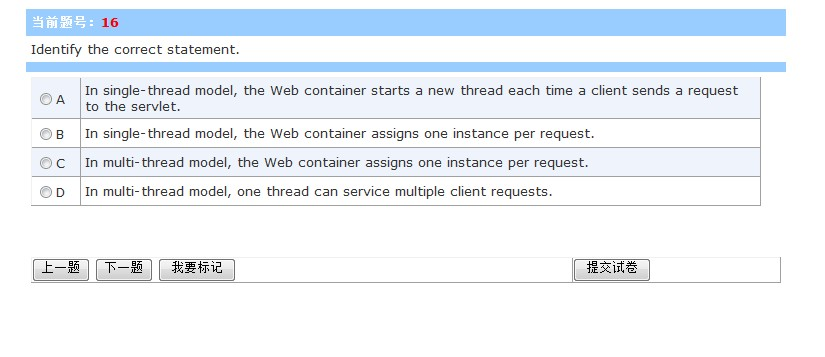 当前题号：16
Identify the correct statement.
A In single-thread model, the Web container starts a new thread each time a client sends a request
to the servlet.
B In single-thread model, the Web container assigns one instance per request.
C In multi-thread model, the Web container assigns one instance per request.
D In multi-thread model, one thread can service multiple client requests.
上一题 下一题 我要标记 提交试卷